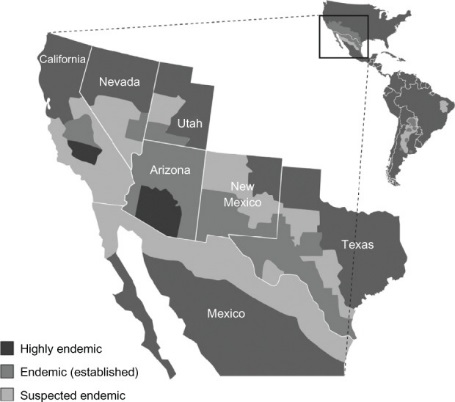 California
Nevada
Utah
Arizona
New
Mexico
Texas
Mexico
Highly endemic
Endemic (established)
Suspected endemic